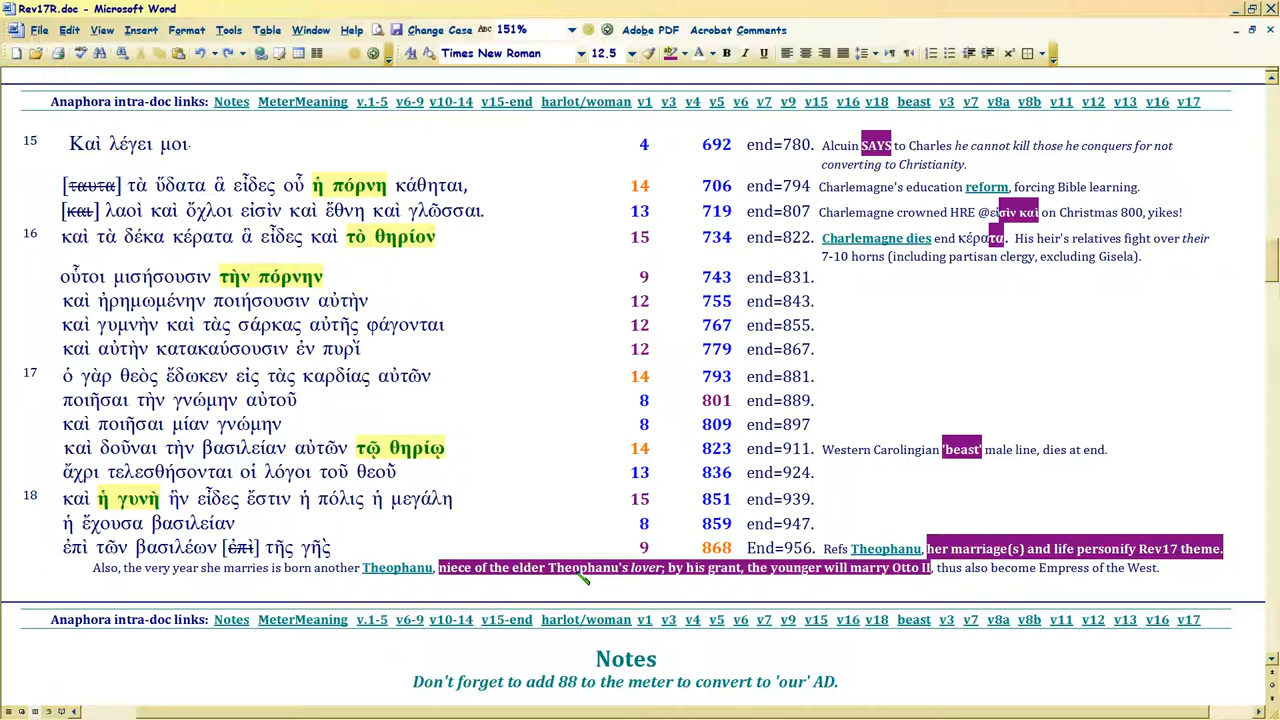 Rev17R.doc - Microsoft Word
File Edit View Insert Format Tools Table Window Help Change Case 151% Adobe PDF Acrobat Comments
Times New Roman 12.5
Anaphora intra-doc links: Notes MeterMeaning v.1-5 v6-9 v10-14 v15-end harlot/woman v1 v3 v4 v5 v6 v7 v9 v15 v16 v18 beast v3 v7 v8a v8b v11 v12 v13 v16 v17
15 Καὶ λέγει μοι· 4 692 end=780. Alcuin SAYS to Charles he cannot kill those he conquers for not
converting to Christianity.
[ταυτα] τὰ ὕδατα ἃ εἶδες οὗ ἡ πόρνη κάθηται, 14 706 end=794 Charlemagne's education reform, forcing Bible learning.
[και] λαοὶ καὶ ὄχλοι εἰσὶν καὶ ἔθνη καὶ γλῶσσαι. 13 719 end=807 Charlemagne crowned HRE @εἰσὶν καὶ on Christmas 800, yikes!
16 καὶ τὰ δέκα κέρατα ἃ εἶδες καὶ τὸ θηρίον 15 734 end=822. Charlemagne dies end κέρατα. His heir's relatives fight over their
7-10 horns (including partisan clergy, excluding Gisela).
οὗτοι μισήσουσιν τὴν πόρνην 9 743 end=831.
καὶ ἠρημωμένην ποιήσουσιν αὐτὴν 12 755 end=843.
καὶ γυμνὴν καὶ τὰς σάρκας αὐτῆς φάγονται 12 767 end=855.
καὶ αὐτὴν κατακαύσουσιν ἐν πυρΐ 12 779 end=867.
17 ὁ γὰρ θεὸς ἔδωκεν εἰς τὰς καρδίας αὐτῶν 14 793 end=881.
ποιῆσαι τὴν γνώμην αὐτοῦ 8 801 end=889.
καὶ ποιῆσαι μίαν γνώμην 8 809 end=897
καὶ δοῦναι τὴν βασιλείαν αὐτῶν τῷ θηρίῳ 14 823 end=911. Western Carolingian 'beast' male line, dies at end.
ἄχρι τελεσθήσονται οἱ λόγοι τοῦ θεοῦ 13 836 end=924.
18 καὶ ἡ γυνὴ ἣν εἶδες ἔστιν ἡ πόλις ἡ μεγάλη 15 851 end=939.
ἡ ἔχουσα βασιλείαν 8 859 end=947.
ἐπὶ τῶν βασιλέων [ἐπὶ] τῆς γῆς 9 868 End=956. Refs Theophanu, her marriage(s) and life personify Rev17 theme.
Also, the very year she marries is born another Theophanu, niece of the elder Theophanu's lover; by his grant, the younger will marry Otto II, thus also become Empress of the West.
Anaphora intra-doc links: Notes MeterMeaning v.1-5 v6-9 v10-14 v15-end harlot/woman v1 v3 v4 v5 v6 v7 v9 v15 v16 v18 beast v3 v7 v8a v8b v11 v12 v13 v16 v17
Notes
Don't forget to add 88 to the meter to convert to 'our' AD.